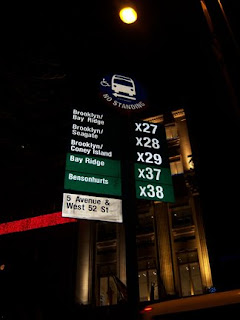 NO STANDING
Brooklyn/
Bay Ridge
x27
Brooklyn/
Seagate
x28
Brooklyn/
Coney Island
x29
Bay Ridge
x37
Bensonhurts
x38
5 Avenue &
West 52 St